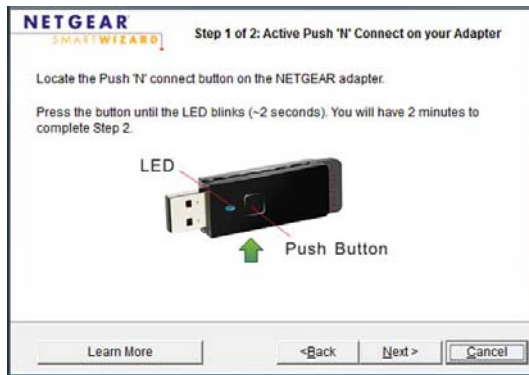 NETGEAR
SMARTWIZARD
Step 1 of 2: Active Push 'N' Connect on your Adapter
Locate the Push 'N' connect button on the NETGEAR adapter.
Press the button until the LED blinks (~2 seconds). You will have 2 minutes to
complete Step 2.
LED
Push Button
Learn More
<Back
Next >
Cancel